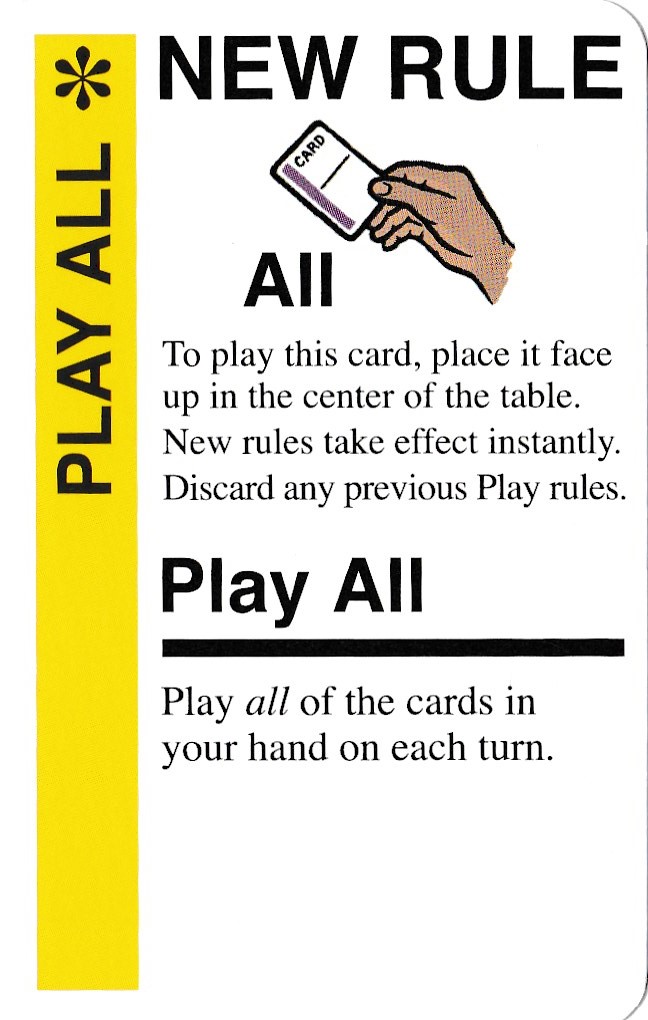 PLAY ALL *
NEW RULE
CARD
All
To play this card, place it face
up in the center of the table.
New rules take effect instantly.
Discard any previous Play rules.
Play All
Play all of the cards in
your hand on each turn.